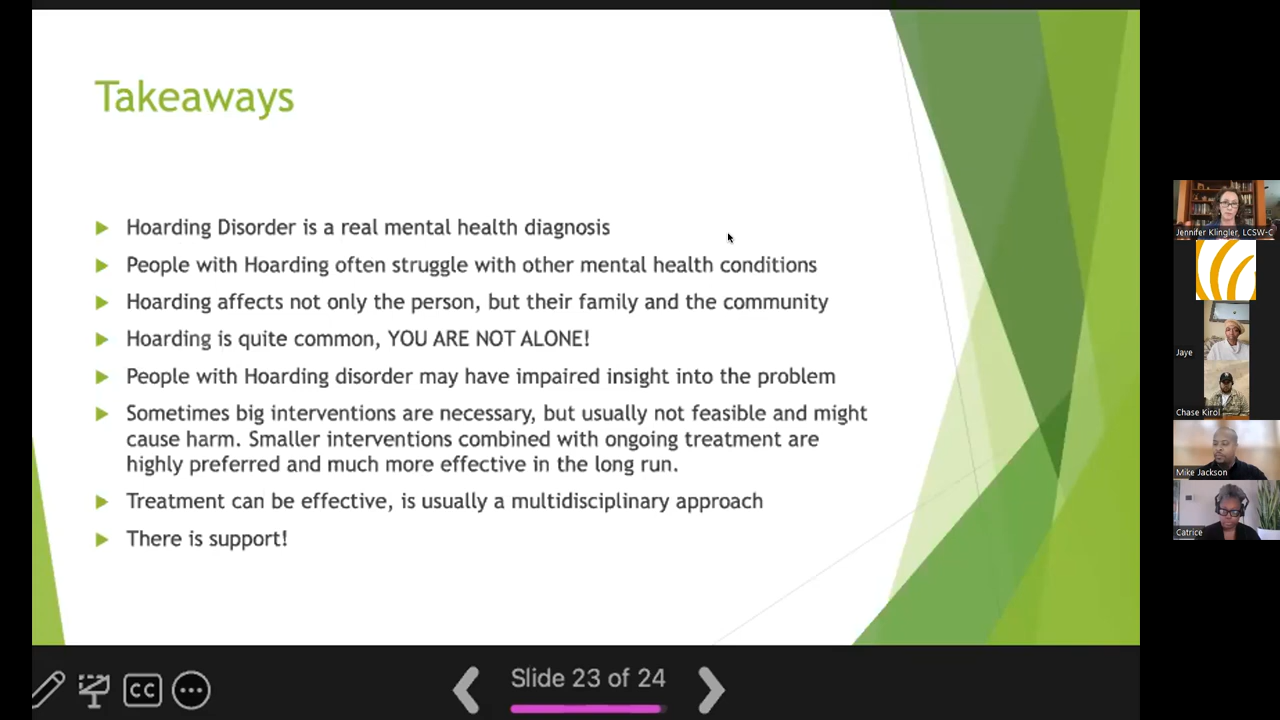 Takeaways
Hoarding Disorder is a real mental health diagnosis
People with Hoarding often struggle with other mental health conditions
Hoarding affects not only the person, but their family and the community
Hoarding is quite common, YOU ARE NOT ALONE!
People with Hoarding disorder may have impaired insight into the problem
Sometimes big interventions are necessary, but usually not feasible and might
cause harm. Smaller interventions combined with ongoing treatment are
highly preferred and much more effective in the long run.
Treatment can be effective, is usually a multidisciplinary approach
There is support!
CC
Slide 23 of 24
Jennifer Klingler, LCSW-C
Jaye
Chase Kirol
Mike Jackson
Catrice